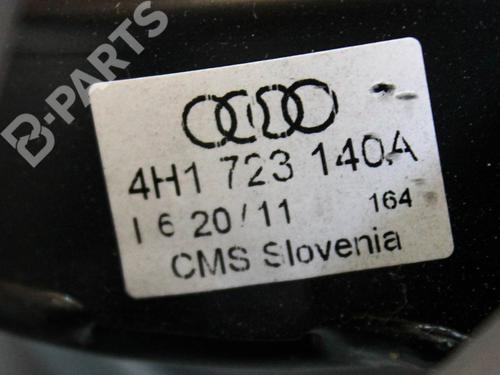 B-PARTS
4H1 723 140A
I 6 20/11 164
CMS Slovenia